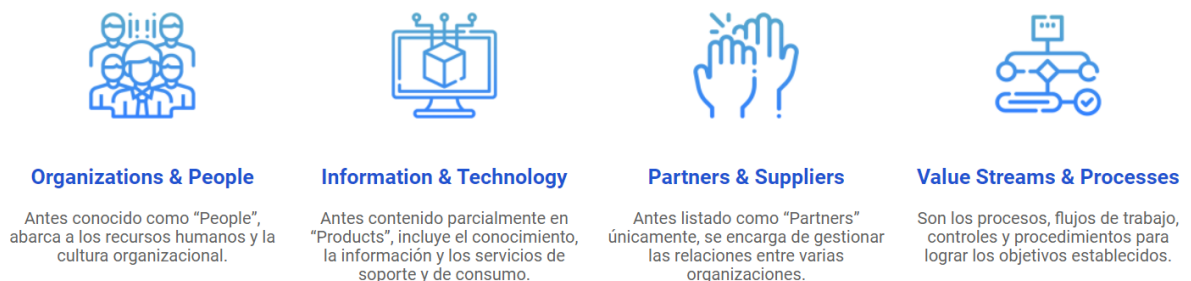 Organizations & People
Antes conocido como “People”,
abarca a los recursos humanos y la
cultura organizacional.
Information & Technology
Antes contenido parcialmente en
“Products”, incluye el conocimiento,
la información y los servicios de
soporte y de consumo.
Partners & Suppliers
Antes listado como “Partners”
únicamente, se encarga de gestionar
las relaciones entre varias
organizaciones.
Value Streams & Processes
Son los procesos, flujos de trabajo,
controles y procedimientos para
lograr los objetivos establecidos.